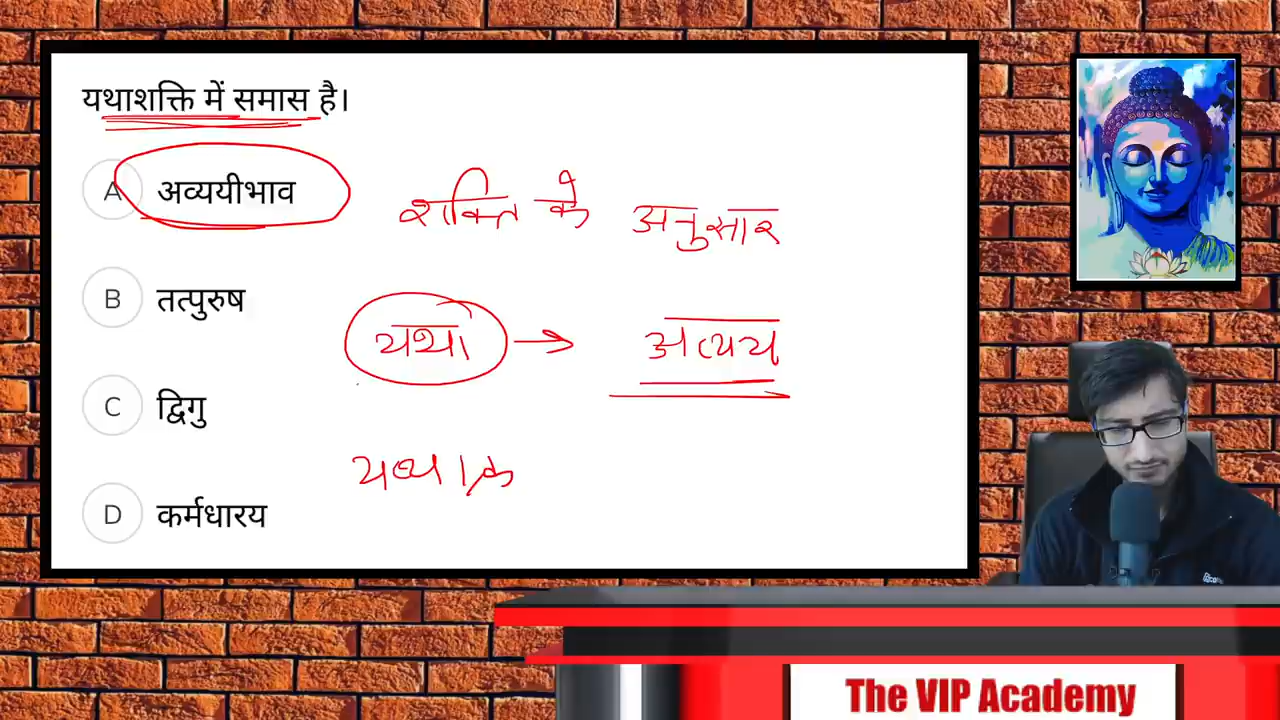 यथाशक्ति में समास है।
A अव्ययीभाव
शक्ति के अनुसार
B तत्पुरुष
यथा → अव्यय
C द्विगु
D कर्मधारय
The VIP Academy